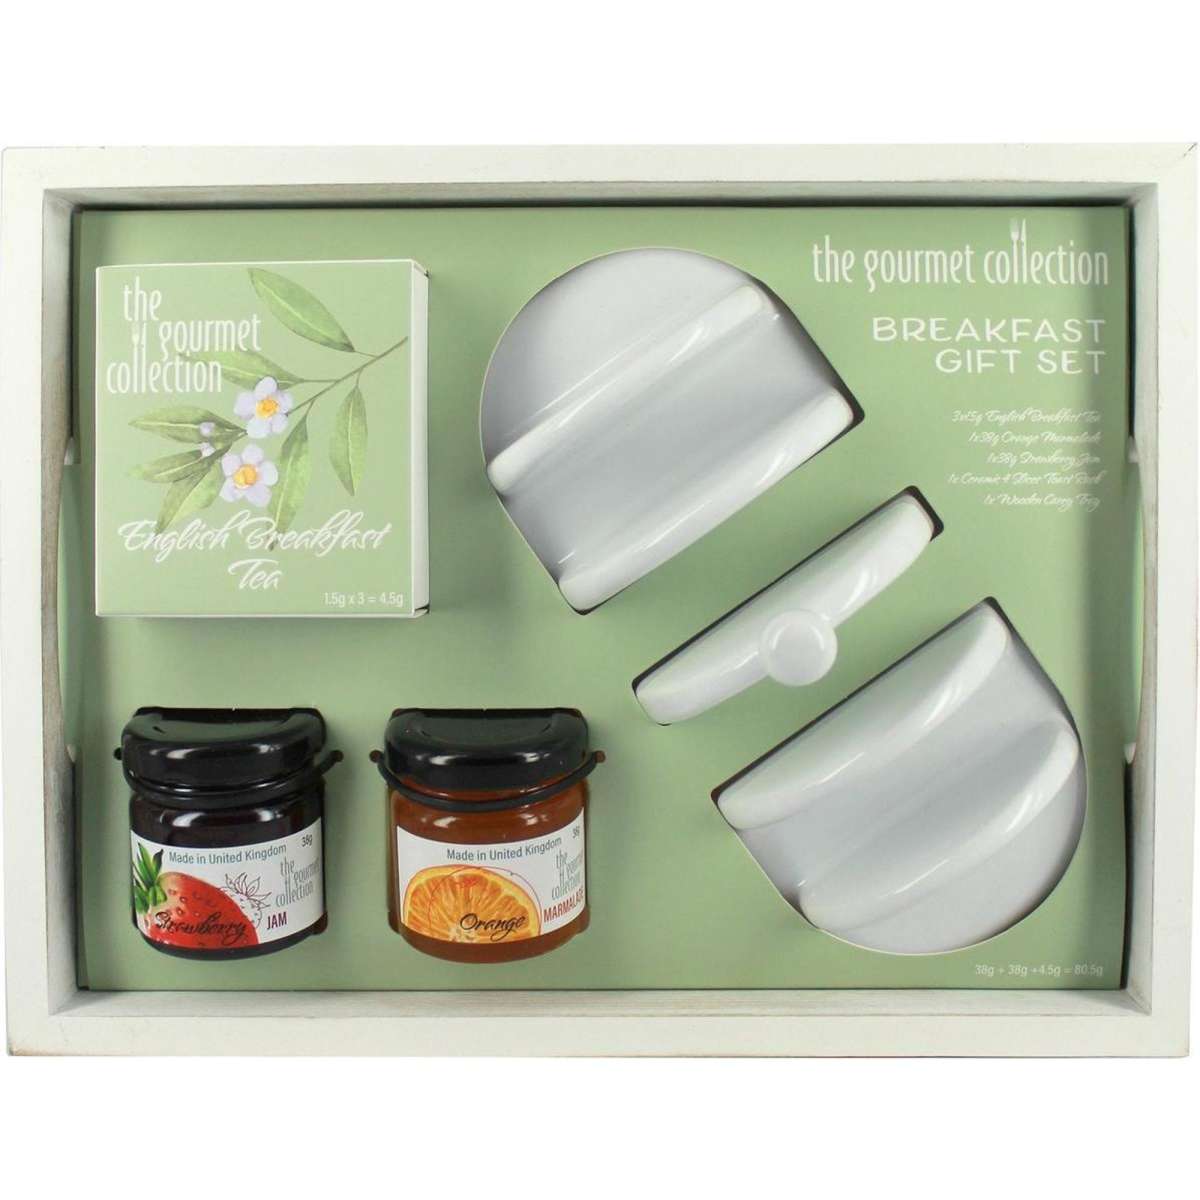 the
gourmet
collection
English Breakfast
Tea
1.5g x 3 = 4.5g
the gourmet collection
BREAKFAST
GIFT SET
3x1.5g English Breakfast Tea
1x38g Orange Marmalade
1x38g Strawberry Jam
1x Ceramic 4 Slices Toast Rack
1x Wooden Carry Tray
38g
Made in United Kingdom
the
gourmet
collection
Strawberry JAM
38g
Made in United Kingdom
the
gourmet
collection
Orange MARMALADE
38g + 38g +4.5g = 80.5g